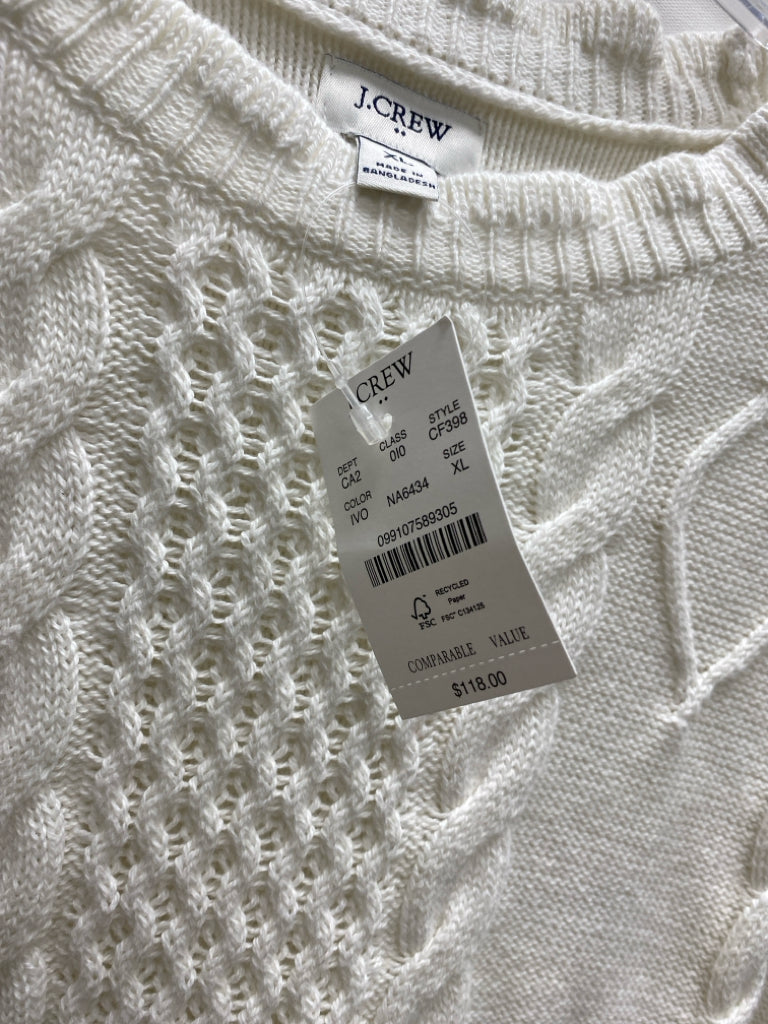 J.CREW
XL
MADE IN
BANGLADESH
CREW
DEPT CLASS STYLE
CA2 010 CF398
COLOR SIZE
IVO NA6434 XL
099107589305
RECYCLED
Paper
FSC FSC® C134125
COMPARABLE VALUE
$118.00